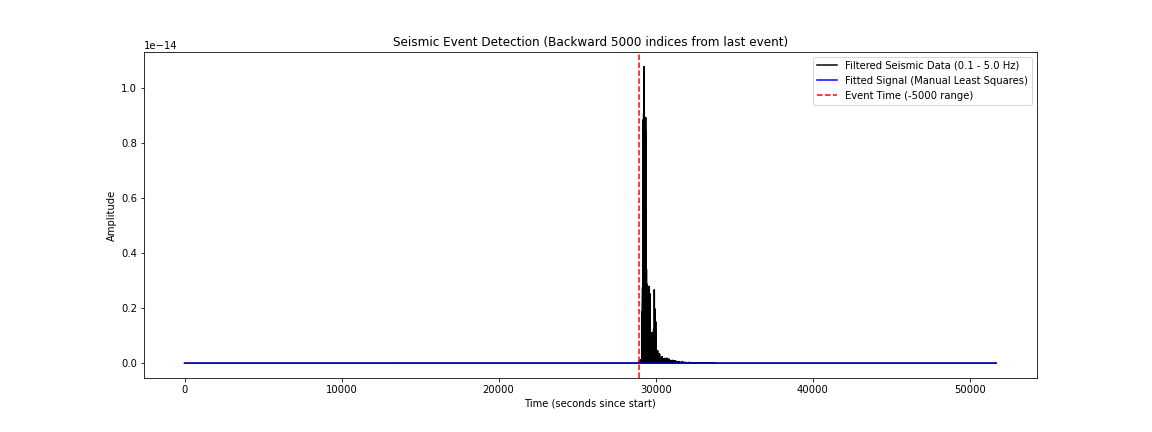 Seismic Event Detection (Backward 5000 indices from last event)
1e−14
Filtered Seismic Data (0.1 - 5.0 Hz)
Fitted Signal (Manual Least Squares)
Event Time (-5000 range)
1.0
0.8
0.6
0.4
0.2
0.0
Amplitude
0 10000 20000 30000 40000 50000
Time (seconds since start)